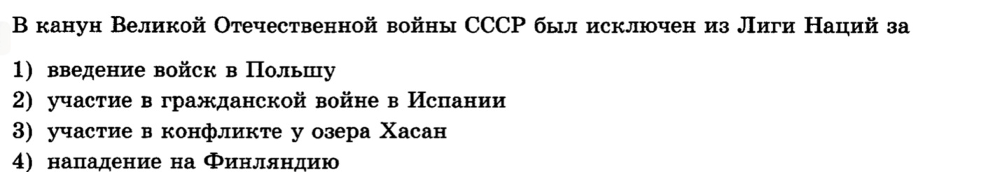 В канун Великой Отечественной войны СССР был исключен из Лиги Наций за
1) введение войск в Польшу
2) участие в гражданской войне в Испании
3) участие в конфликте у озера Хасан
4) нападение на Финляндию